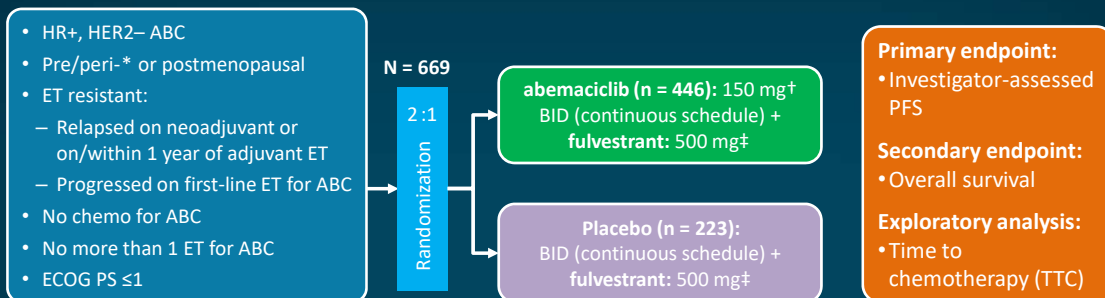 • HR+, HER2– ABC
• Pre/peri-* or postmenopausal
• ET resistant:
– Relapsed on neoadjuvant or
on/within 1 year of adjuvant ET
– Progressed on first-line ET for ABC
• No chemo for ABC
• No more than 1 ET for ABC
• ECOG PS ≤1
N = 669
2:1
Randomization
abemaciclib (n = 446): 150 mg†
BID (continuous schedule) +
fulvestrant: 500 mg‡
Placebo (n = 223):
BID (continuous schedule) +
fulvestrant: 500 mg‡
Primary endpoint:
• Investigator-assessed
PFS
Secondary endpoint:
• Overall survival
Exploratory analysis:
• Time to
chemotherapy (TTC)